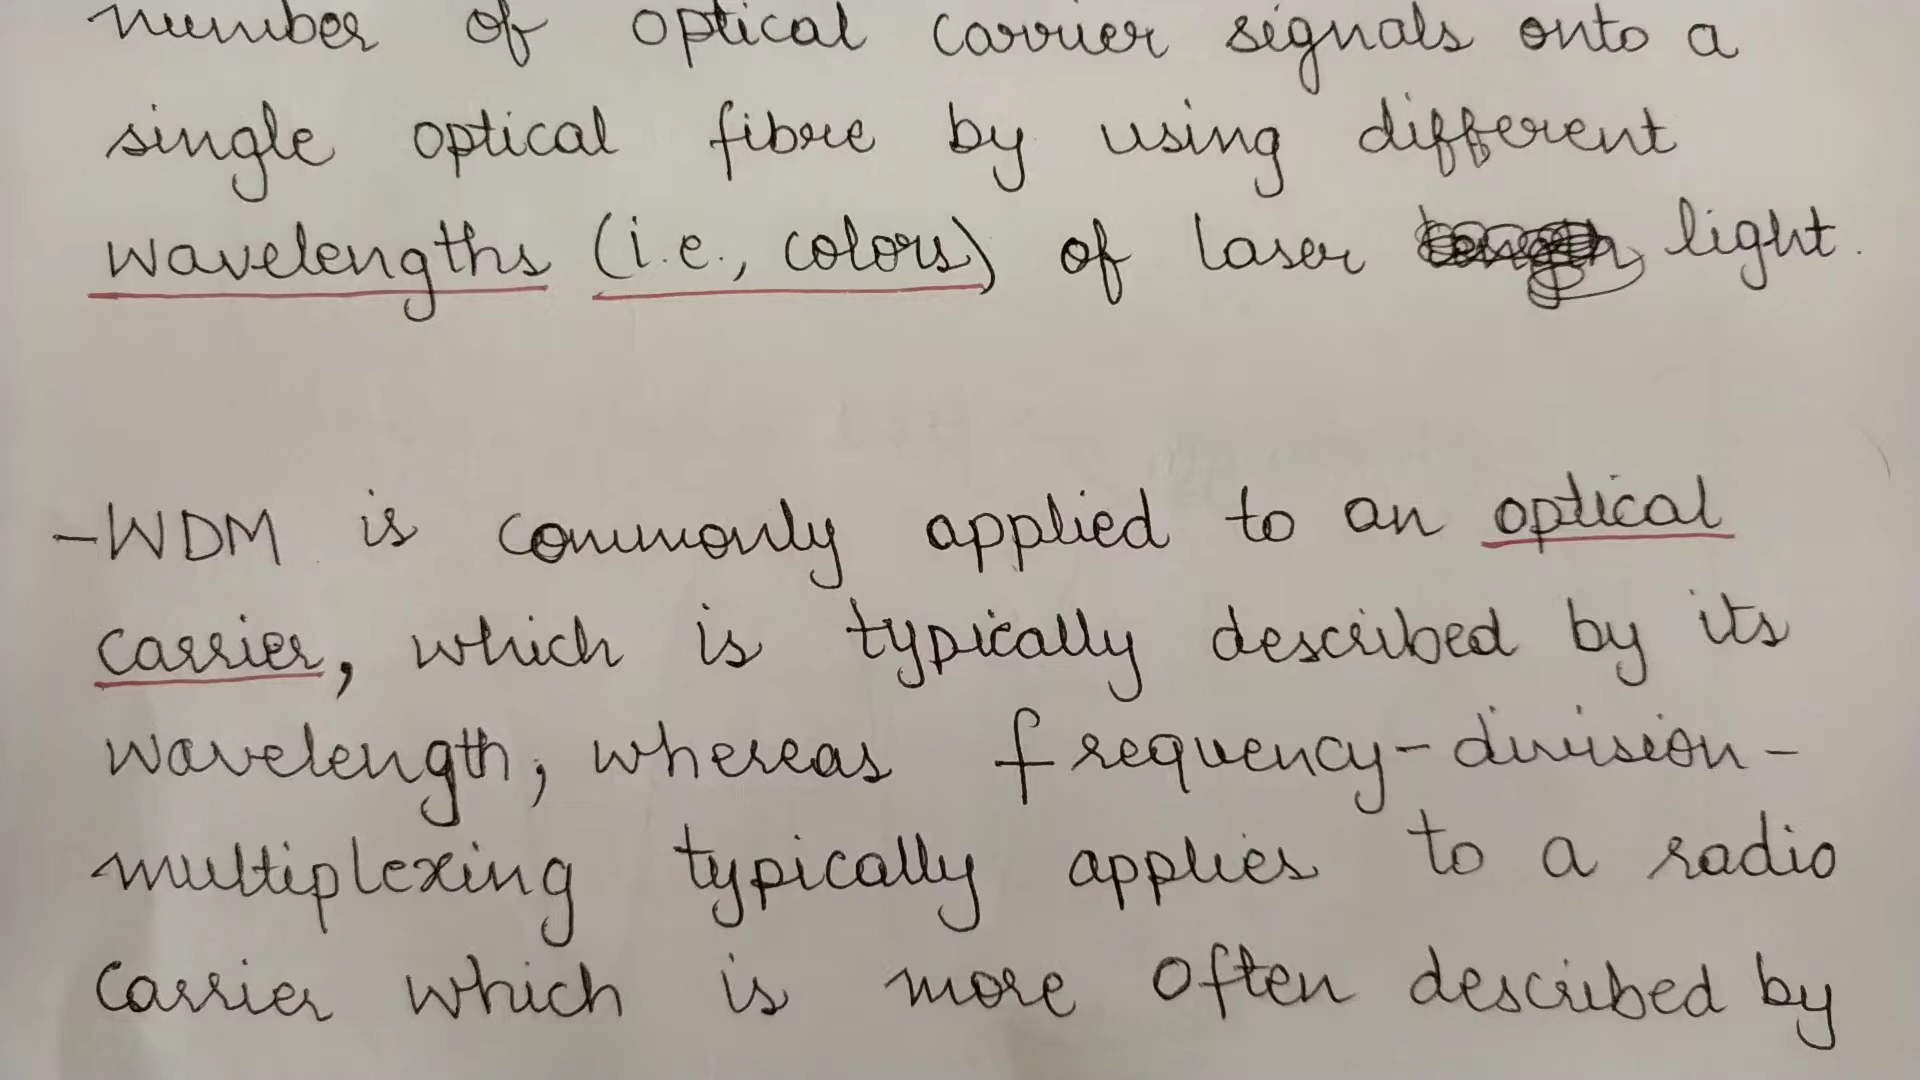 number of optical carrier signals onto a
single optical fibre by using different
wavelengths (i.e., colors) of laser light.
-WDM is commonly applied to an optical
carrier, which is typically described by its
wavelength, whereas frequency-division-
multiplexing typically applies to a radio
carrier which is more often described by